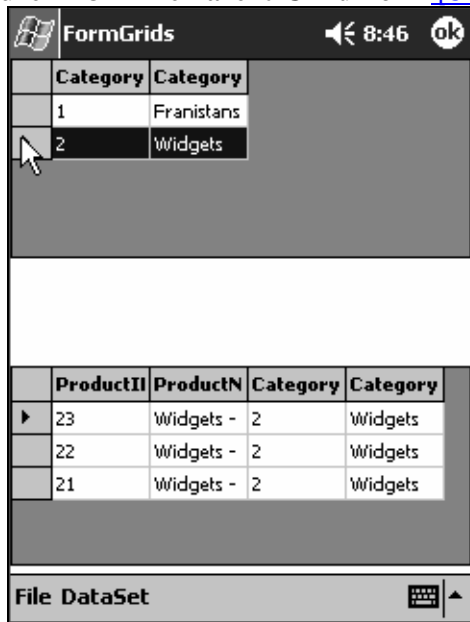 FormGrids 8:46 ok
Category Category
1 Franistans
2 Widgets
ProductII ProductN Category Category
23 Widgets - 2 Widgets
22 Widgets - 2 Widgets
21 Widgets - 2 Widgets
File DataSet